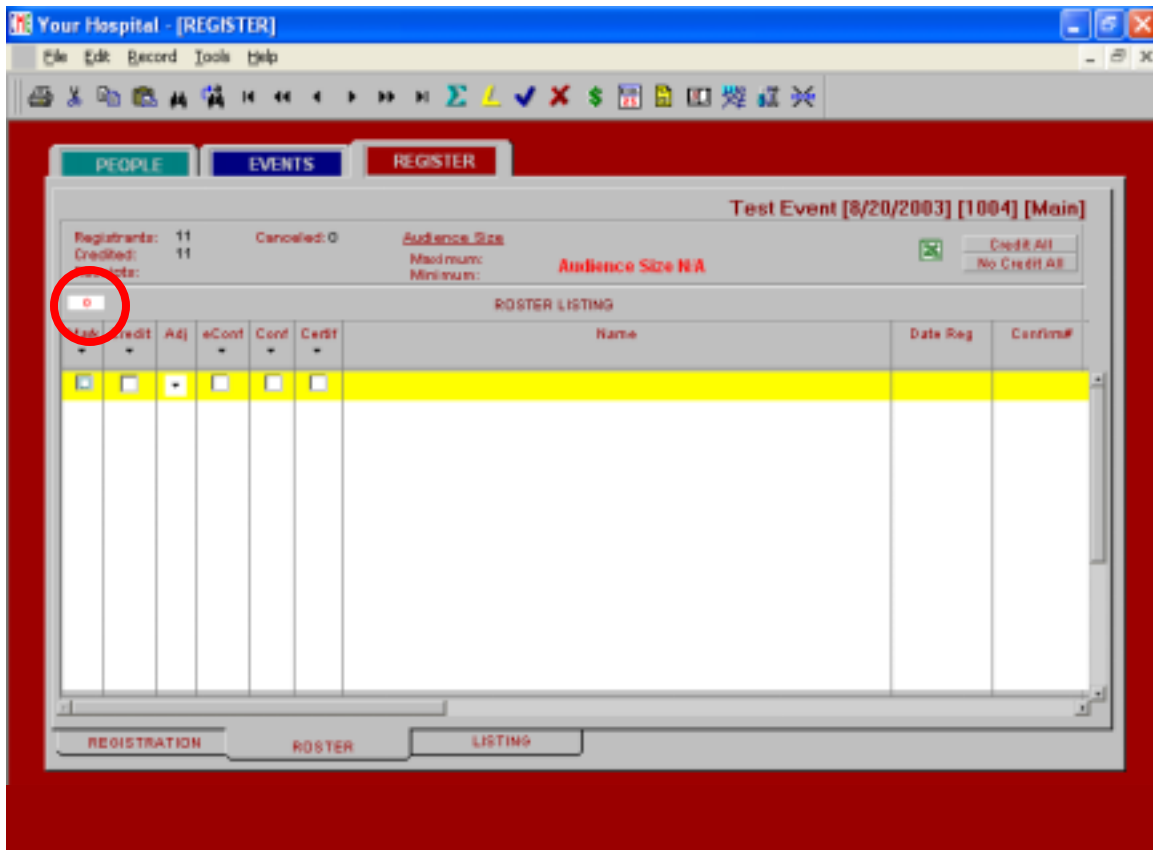 Your Hospital - [REGISTER]
File Edit Record Tools Help
PEOPLE EVENTS REGISTER
Test Event [8/20/2003] [1004] [Main]
Registrants: 11 Canceled: 0 Audience Size Credit All
Credited: 11 Maximum: Audience Size N/A No Credit All
Minimum:
0 ROSTER LISTING
Credit Adj eConf Conf Certif Name Date Reg Confirm#
REGISTRATION ROSTER LISTING